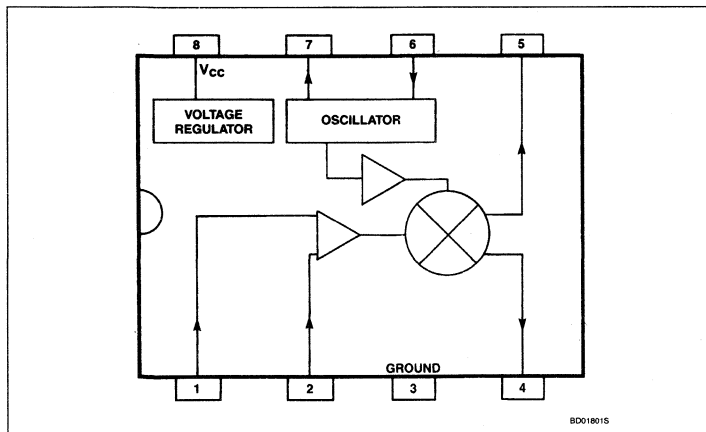 8 7 6 5
VCC
VOLTAGE
REGULATOR
OSCILLATOR
GROUND
1 2 3 4
BD01801S